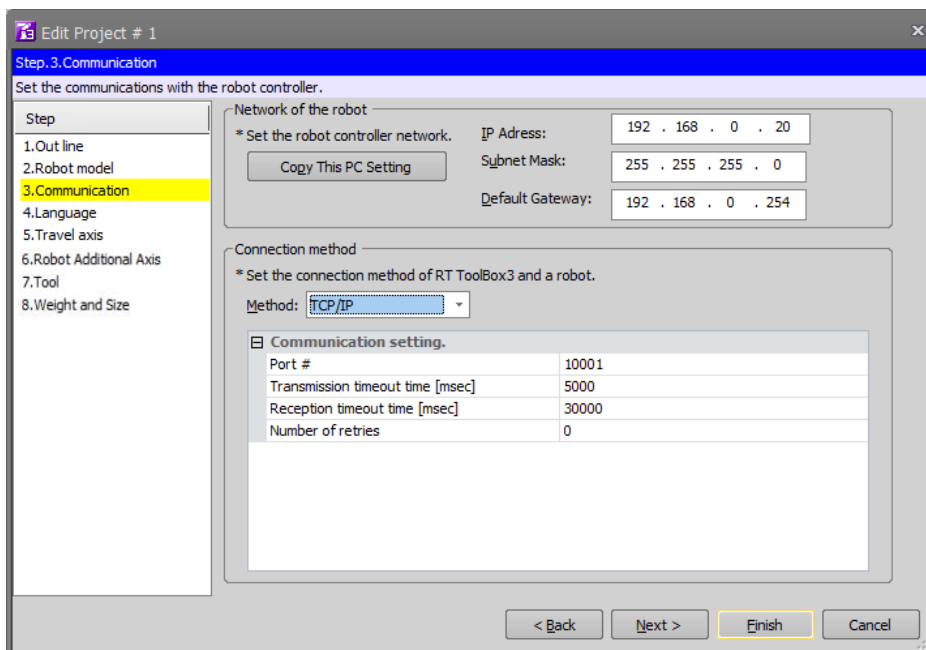 Edit Project # 1
Step.3.Communication
Set the communications with the robot controller.
Step
1.Out line
2.Robot model
3.Communication
4.Language
5.Travel axis
6.Robot Additional Axis
7.Tool
8.Weight and Size
Network of the robot
* Set the robot controller network.
Copy This PC Setting
IP Adress: 192 . 168 . 0 . 20
Subnet Mask: 255 . 255 . 255 . 0
Default Gateway: 192 . 168 . 0 . 254
Connection method
* Set the connection method of RT ToolBox3 and a robot.
Method: TCP/IP
Communication setting.
Port # 10001
Transmission timeout time [msec] 5000
Reception timeout time [msec] 30000
Number of retries 0
< Back Next > Finish Cancel